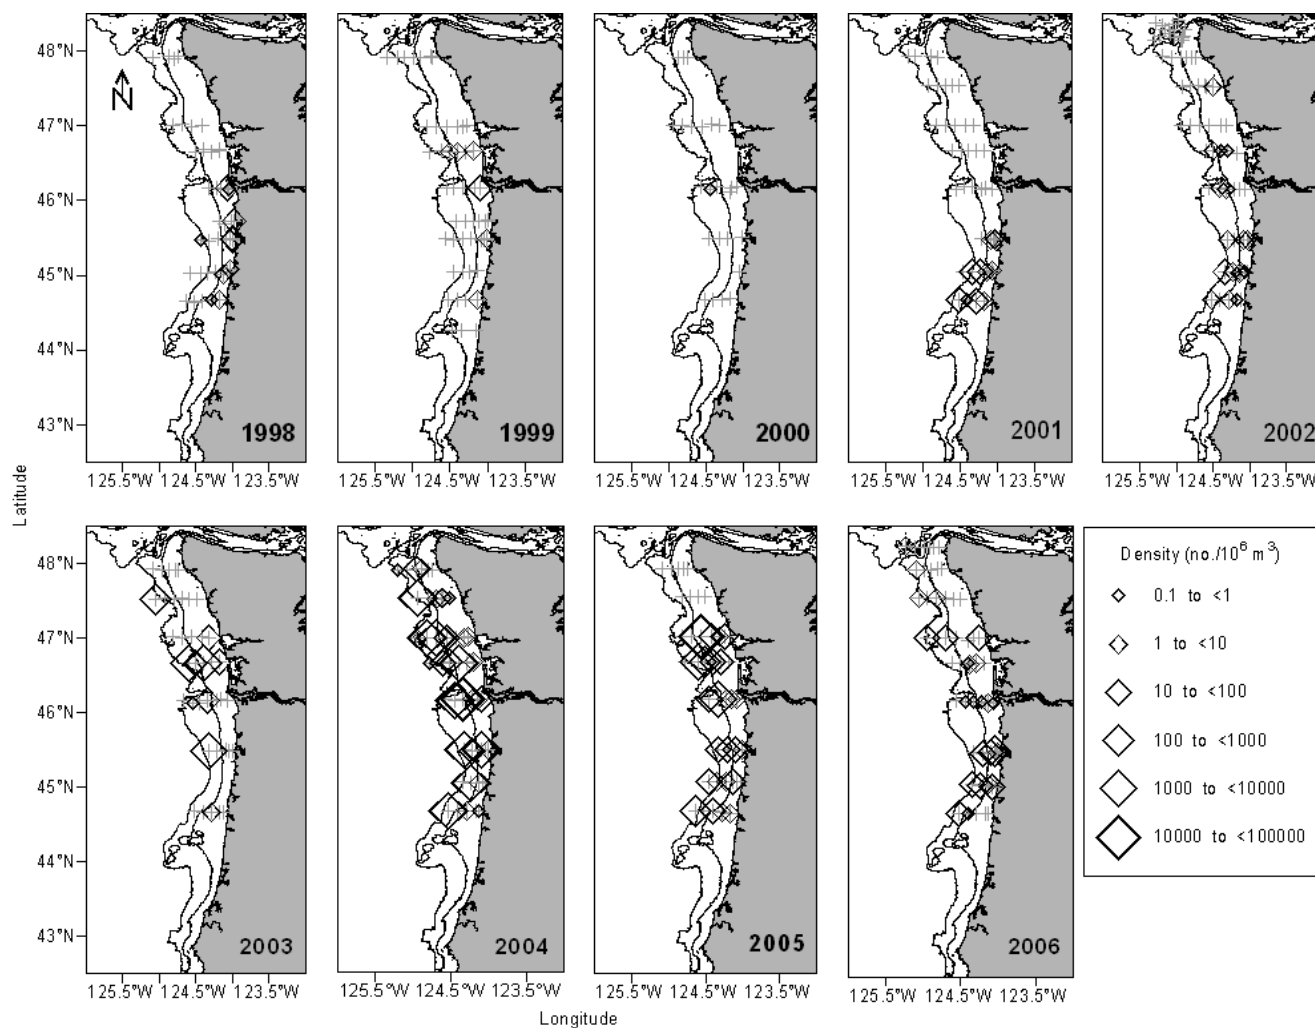 48°N
47°N
46°N
45°N
44°N
43°N
N
1998
1999
2000
2001
2002
125.5°W 124.5°W 123.5°W
125.5°W 124.5°W 123.5°W
125.5°W 124.5°W 123.5°W
125.5°W 124.5°W 123.5°W
125.5°W 124.5°W 123.5°W
Latitude
48°N
47°N
46°N
45°N
44°N
43°N
2003
2004
2005
2006
125.5°W 124.5°W 123.5°W
125.5°W 124.5°W 123.5°W
125.5°W 124.5°W 123.5°W
125.5°W 124.5°W 123.5°W
Longitude
Density (no./10⁶ m³)
0.1 to <1
1 to <10
10 to <100
100 to <1000
1000 to <10000
10000 to <100000